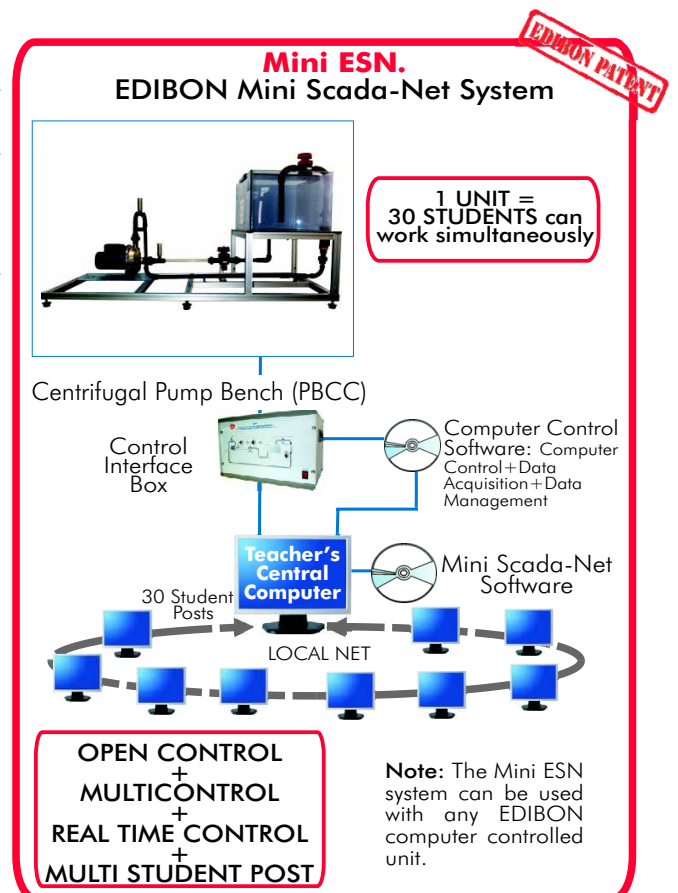 EDIBON PATENT
Mini ESN.
EDIBON Mini Scada-Net System
1 UNIT =
30 STUDENTS can
work simultaneously
Centrifugal Pump Bench (PBCC)
Control
Interface
Box
Computer Control
Software: Computer
Control+Data
Acquisition+Data
Management
Teacher's
Central
Computer
Mini Scada-Net
Software
30 Student
Posts
LOCAL NET
OPEN CONTROL
+
MULTICONTROL
+
REAL TIME CONTROL
+
MULTI STUDENT POST
Note: The Mini ESN
system can be used
with any EDIBON
computer controlled
unit.